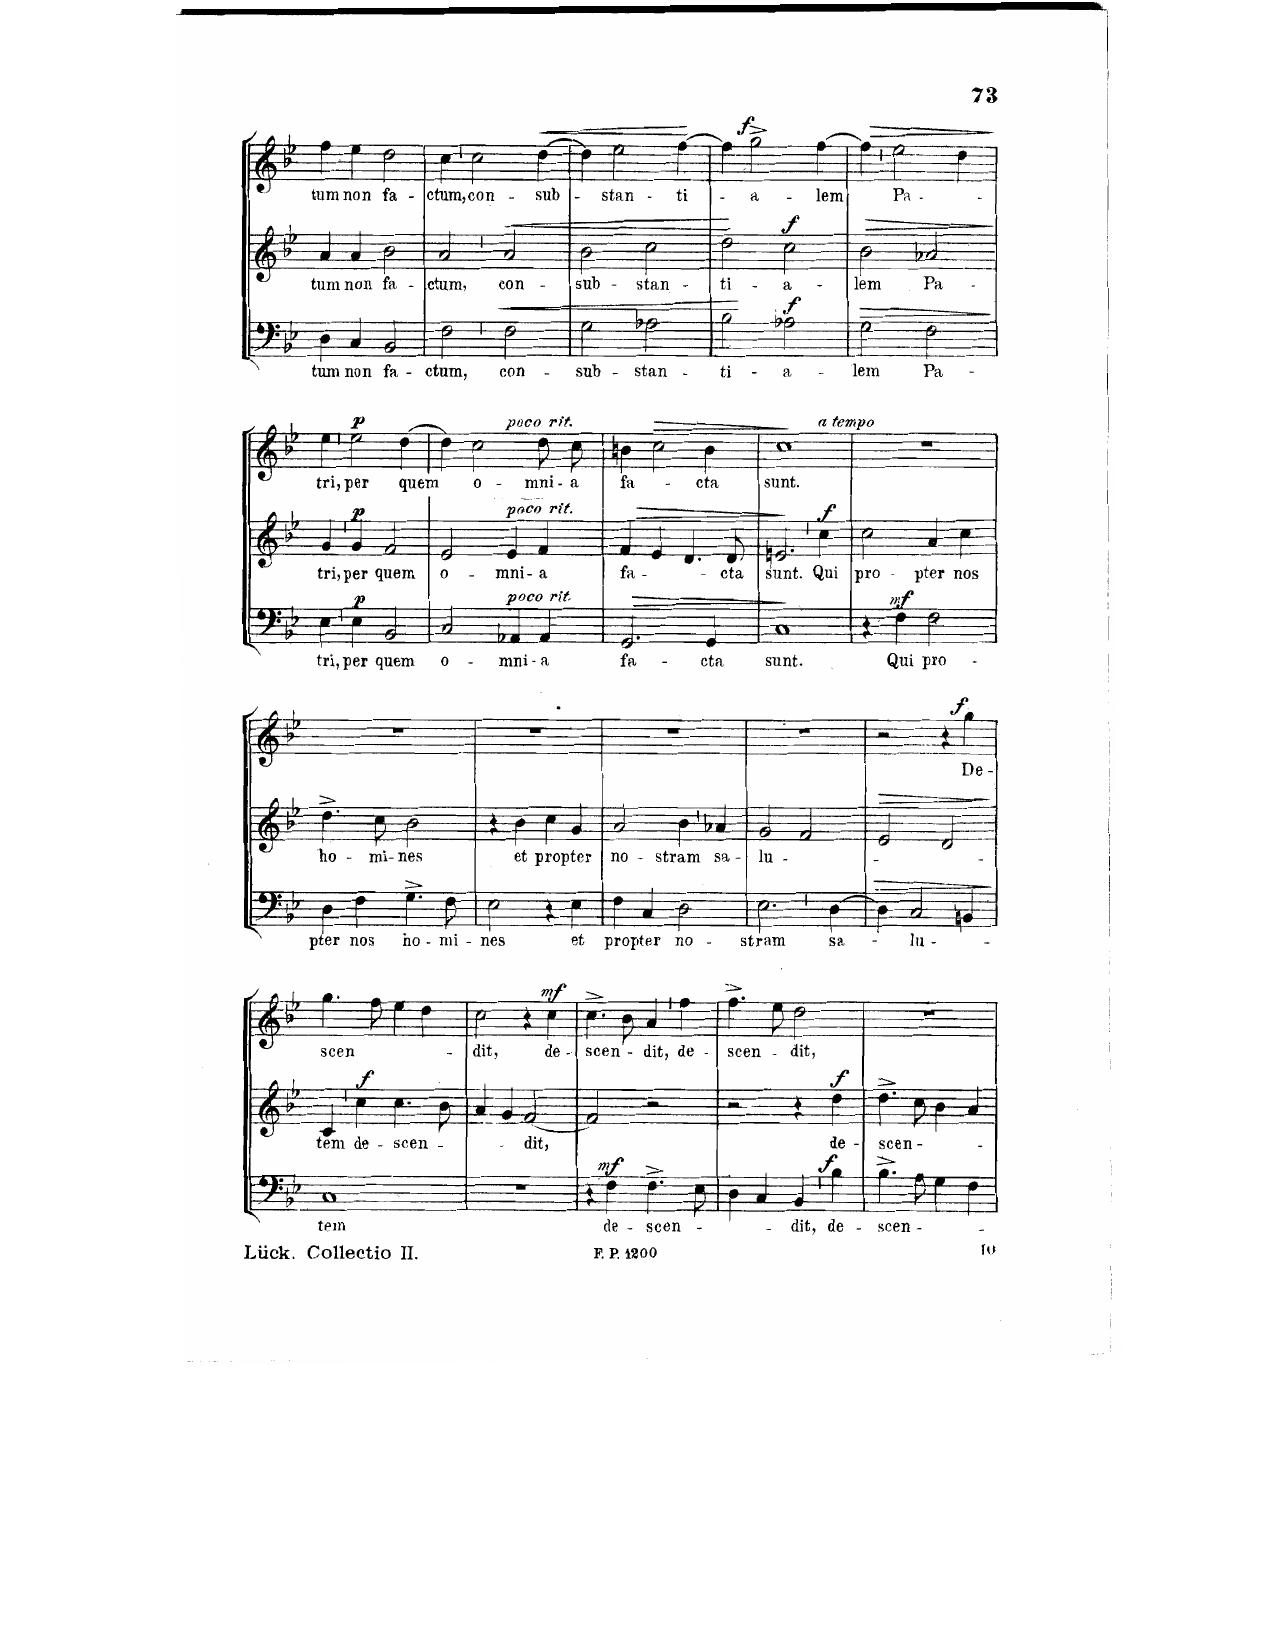 73
f
tum non fa - ctum, con - sub - stan - ti - a - lem Pa - -
f
tum non fa - ctum, con - sub - stan - ti - a - lem Pa -
f
tum non fa - ctum, con - sub - stan - ti - a - lem Pa -
p poco rit. a tempo
tri, per quem o - mni - a fa - cta sunt.
p poco rit. f
tri, per quem o - mni - a fa - cta sunt. Qui pro - pter nos
p poco rit. mf
tri, per quem o - mni - a fa - cta sunt. Qui pro -
f
De -
ho - mi - nes et propter no - stram sa - lu - - -
pter nos ho - mi - nes et propter no - stram sa - lu - -
mf
scen - dit, de - scen - dit, de - scen - dit,
f f
tem de - scen - - dit, de - scen - -
mf f
tem de - scen - - dit, de - scen - -
Lück. Collectio II. F. P. 1200 10